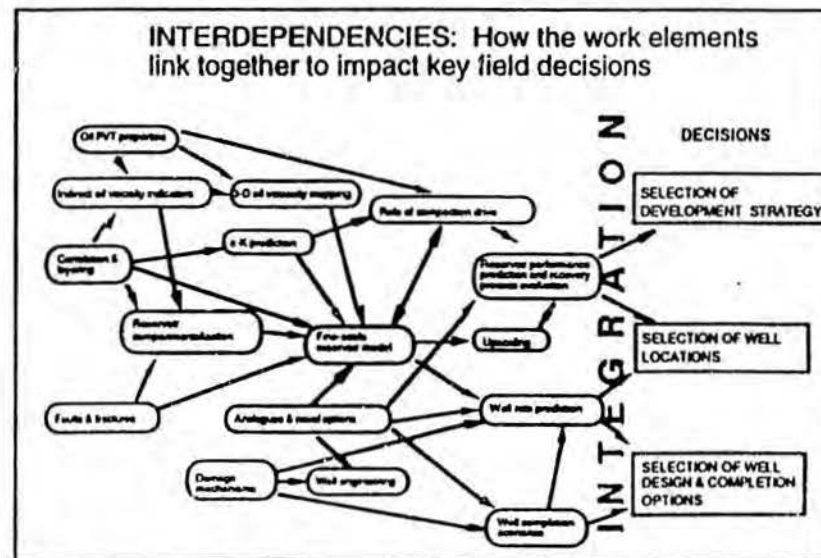 INTERDEPENDENCIES: How the work elements
link together to impact key field decisions
DECISIONS
INTEGRATION
Oil PVT properties
Indirect oil viscosity indicators
3-D oil viscosity mapping
Role of compaction drive
Correlation &
layering
prediction
Reservoir performance
prediction and recovery
process evaluation
Reservoir
compartmentalization
Fine-scale
reservoir model
Upscaling
Faults & fractures
Analogues & novel options
Well rate prediction
Damage
mechanisms
Well engineering
Well completion
scenarios
SELECTION OF
DEVELOPMENT STRATEGY
SELECTION OF WELL
LOCATIONS
SELECTION OF WELL
DESIGN & COMPLETION
OPTIONS